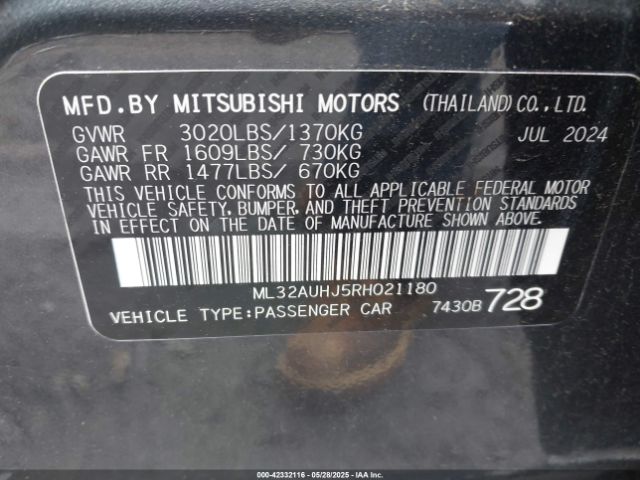 MFD.BY MITSUBISHI MOTORS (THAILAND)CO.,LTD.
GVWR 3020LBS/1370KG JUL 2024
GAWR FR 1609LBS/ 730KG
GAWR RR 1477LBS/ 670KG
THIS VEHICLE CONFORMS TO ALL APPLICABLE FEDERAL MOTOR
VEHICLE SAFETY, BUMPER, AND THEFT PREVENTION STANDARDS
IN EFFECT ON THE DATE OF MANUFACTURE SHOWN ABOVE.
ML32AUHJ5RH021180
VEHICLE TYPE:PASSENGER CAR 7430B 728
000-42332116 - 05/28/2025 - IAAI.COM